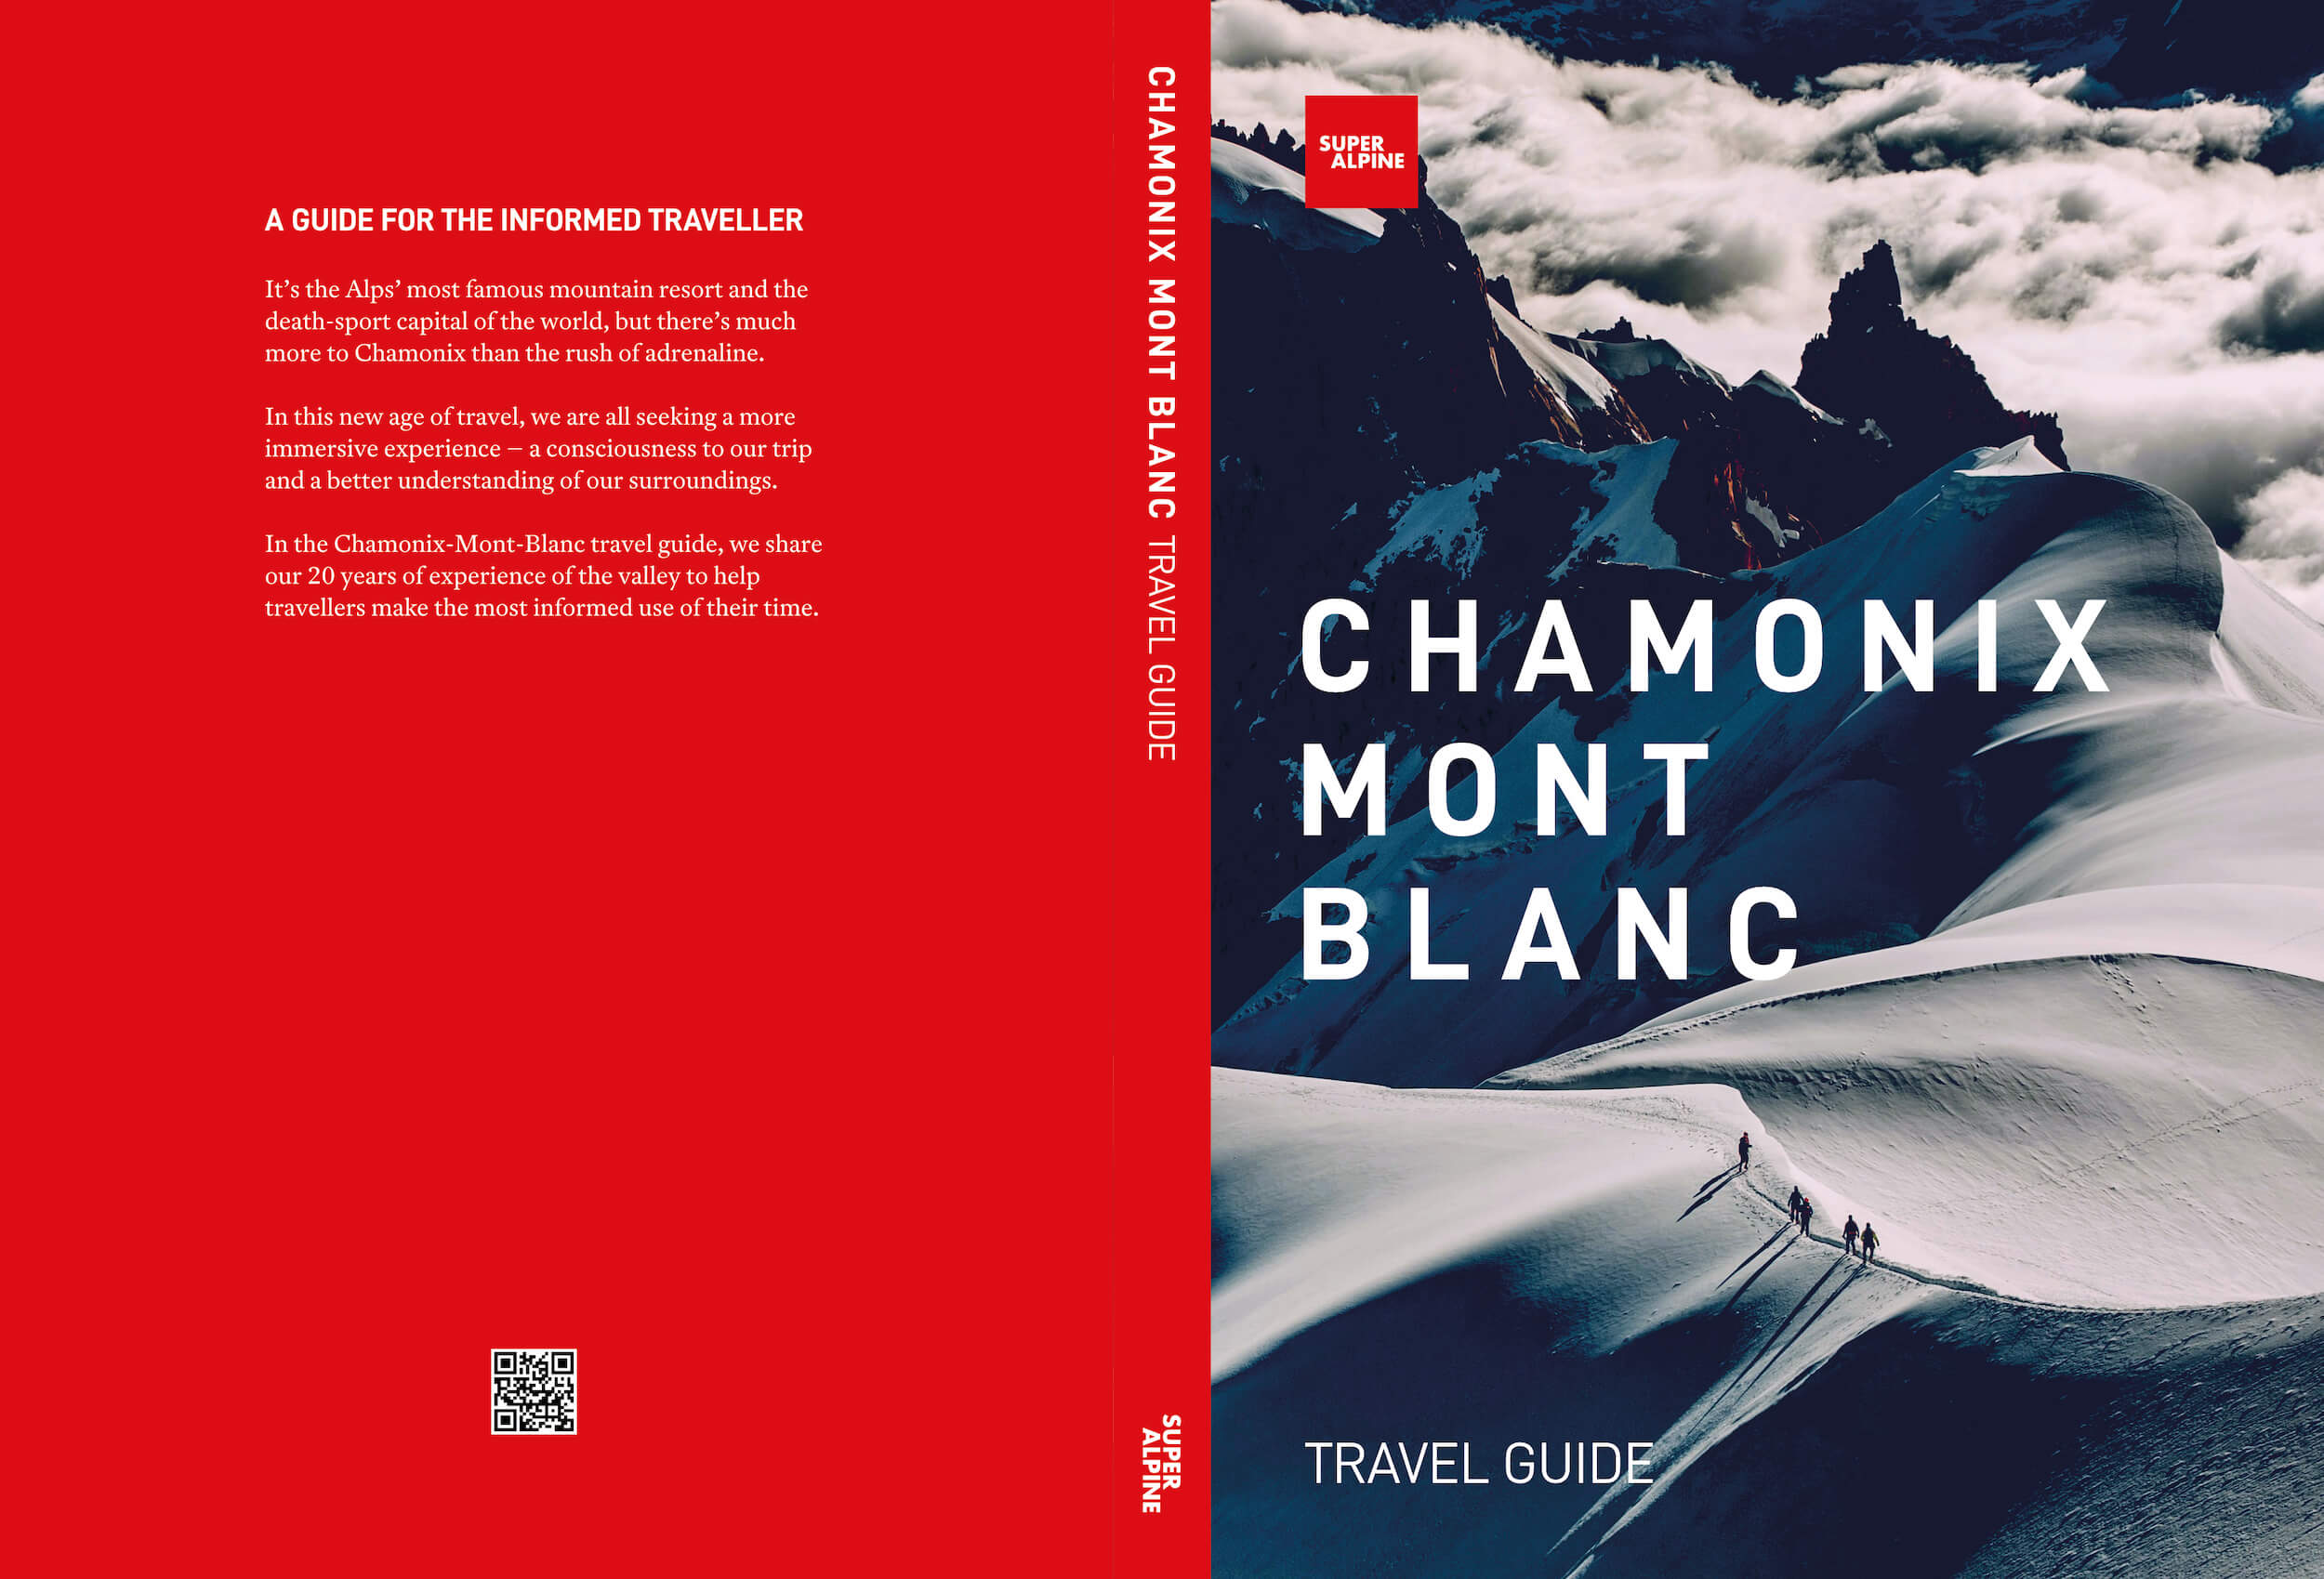 A GUIDE FOR THE INFORMED TRAVELLER
It’s the Alps’ most famous mountain resort and the
death-sport capital of the world, but there’s much
more to Chamonix than the rush of adrenaline.
In this new age of travel, we are all seeking a more
immersive experience – a consciousness to our trip
and a better understanding of our surroundings.
In the Chamonix-Mont-Blanc travel guide, we share
our 20 years of experience of the valley to help
travellers make the most informed use of their time.
CHAMONIX MONT BLANC TRAVEL GUIDE
SUPER
ALPINE
SUPER
ALPINE
CHAMONIX
MONT
BLANC
TRAVEL GUIDE